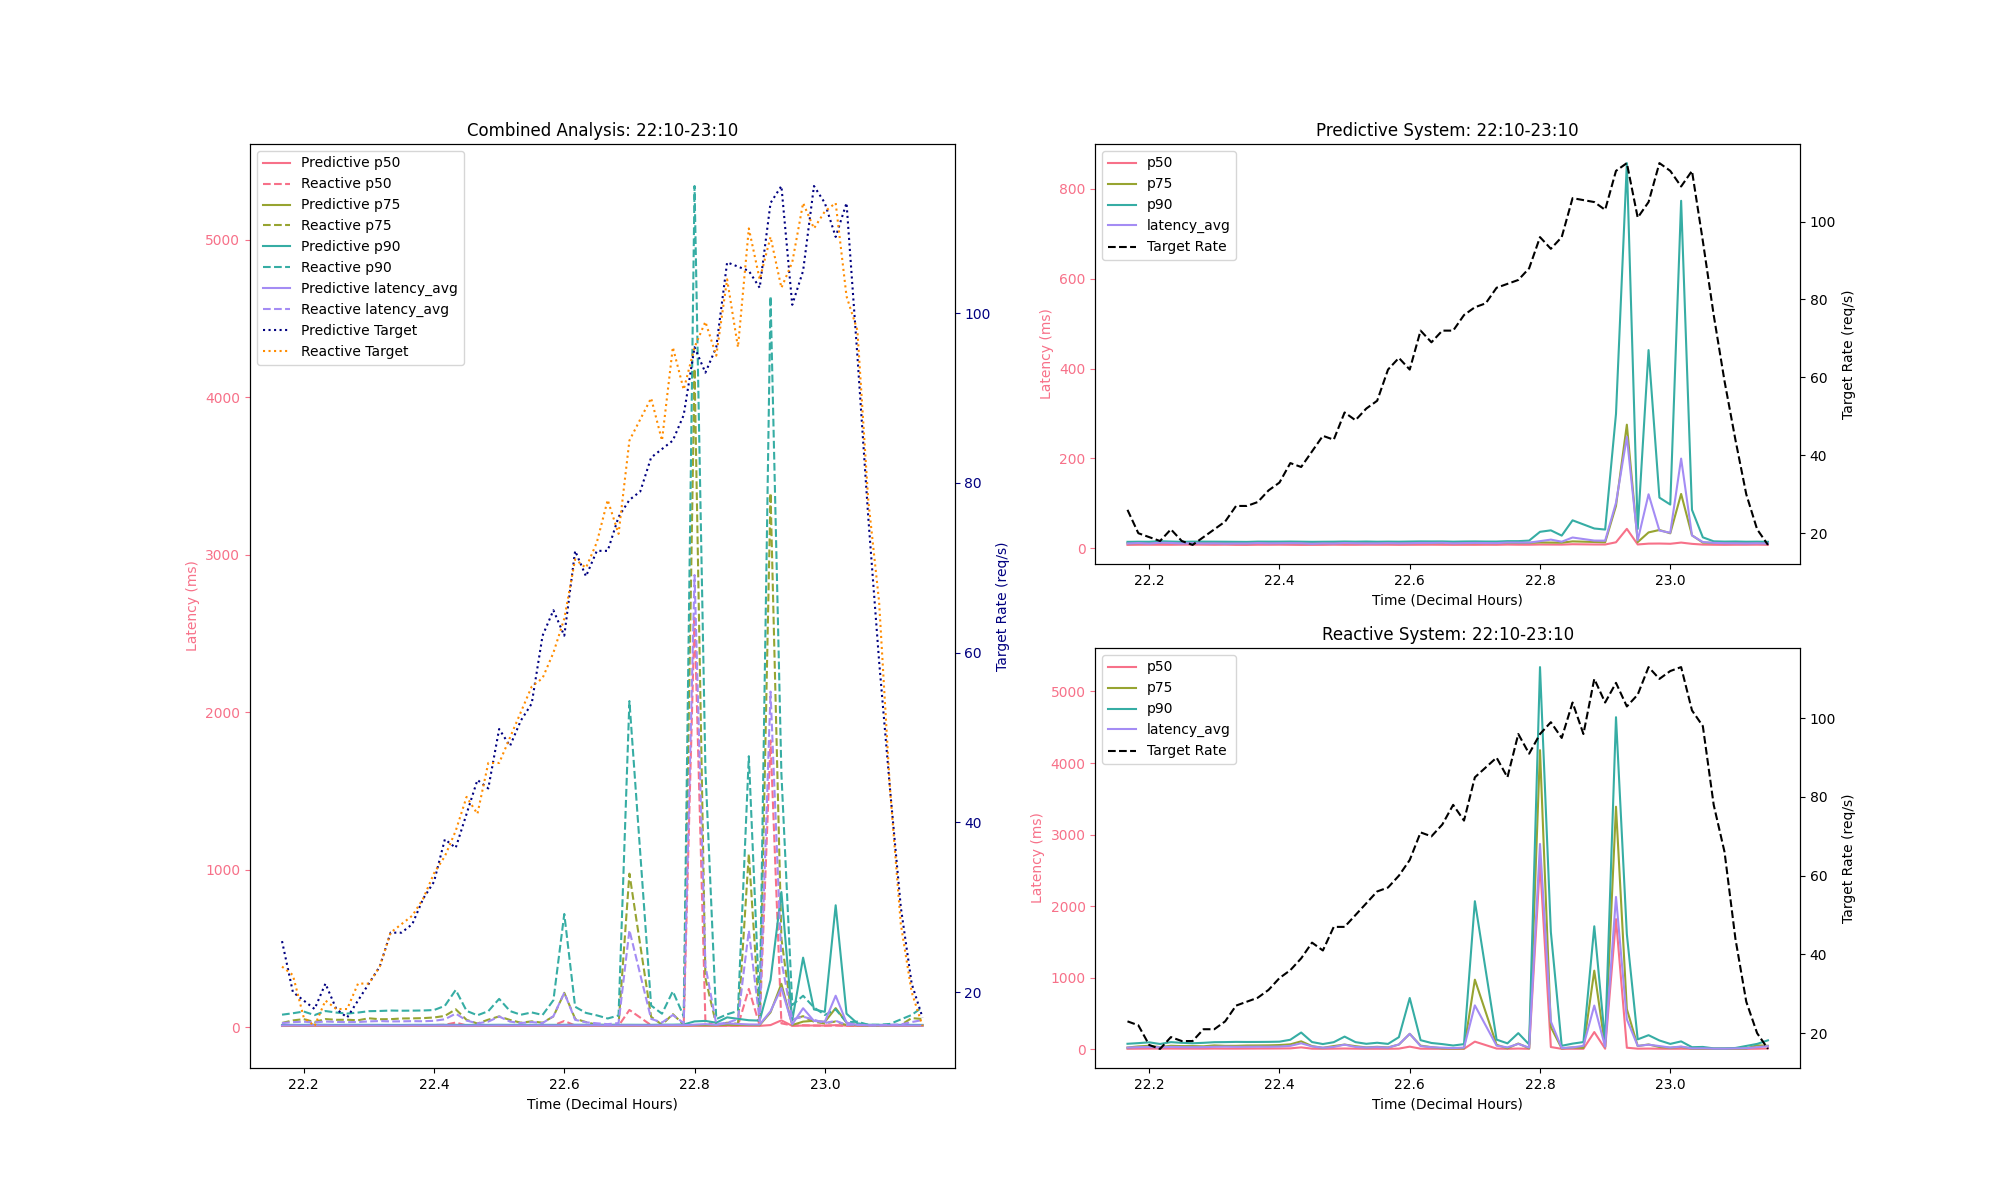 Combined Analysis: 22:10-23:10
Predictive p50
Reactive p50
Predictive p75
Reactive p75
Predictive p90
Reactive p90
Predictive latency_avg
Reactive latency_avg
Predictive Target
Reactive Target
Latency (ms)
5000
4000
3000
2000
1000
0
Target Rate (req/s)
100
80
60
40
20
22.2 22.4 22.6 22.8 23.0
Time (Decimal Hours)
Predictive System: 22:10-23:10
p50
p75
p90
latency_avg
Target Rate
Latency (ms)
800
600
400
200
0
Target Rate (req/s)
100
80
60
40
20
22.2 22.4 22.6 22.8 23.0
Time (Decimal Hours)
Reactive System: 22:10-23:10
p50
p75
p90
latency_avg
Target Rate
Latency (ms)
5000
4000
3000
2000
1000
0
Target Rate (req/s)
100
80
60
40
20
22.2 22.4 22.6 22.8 23.0
Time (Decimal Hours)